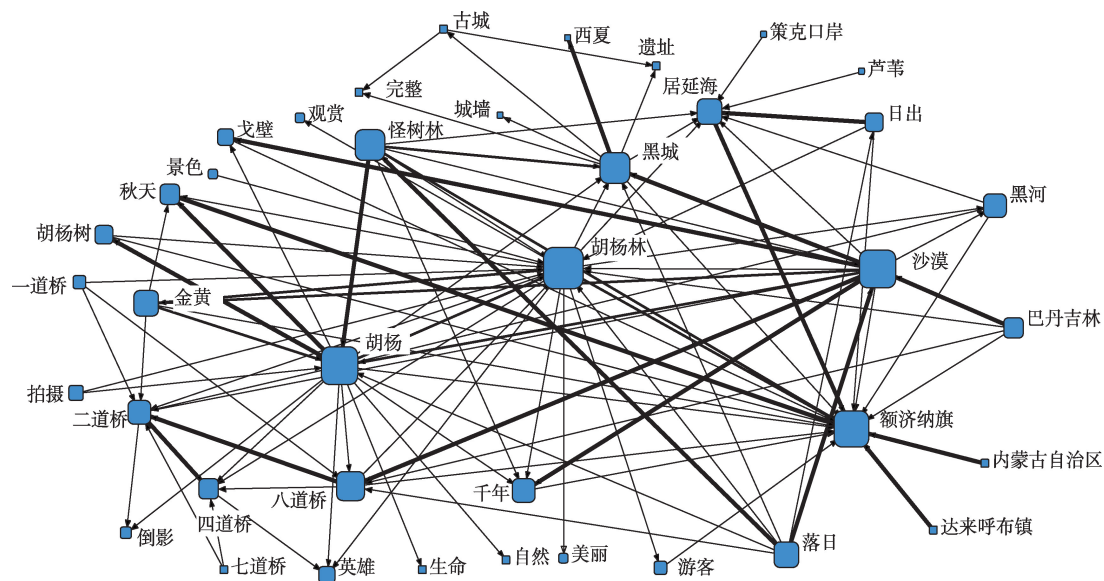 古城
西夏
遗址
策克口岸
芦苇
居延海
完整
观赏
城墙
日出
戈壁
怪树林
黑城
景色
秋天
黑河
胡杨树
胡杨林
沙漠
一道桥
金黄
巴丹吉林
胡杨
拍摄
二道桥
额济纳旗
内蒙古自治区
八道桥
千年
四道桥
倒影
达来呼布镇
七道桥
英雄
生命
自然
美丽
游客
落日